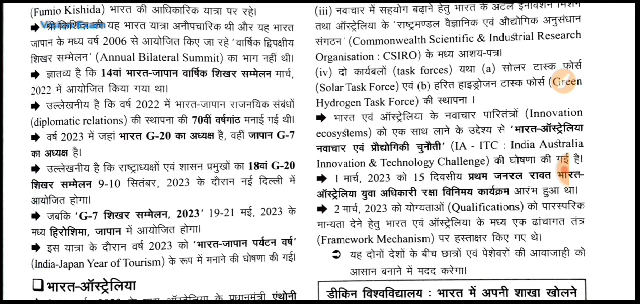 (Fumio Kishida) भारत की आधिकारिक यात्रा पर रहे।
➡ श्री किशिदा की यह भारत यात्रा अनौपचारिक थी और यह भारत
जापान के मध्य वर्ष 2006 से आयोजित किए जा रहे 'वार्षिक द्विपक्षीय
शिखर सम्मेलन' (Annual Bilateral Summit) का भाग नहीं थी।
➡ ज्ञातव्य है कि 14वां भारत-जापान वार्षिक शिखर सम्मेलन मार्च,
2022 में आयोजित किया गया था।
➡ उल्लेखनीय है कि वर्ष 2022 में भारत-जापान राजनयिक संबंधों
(diplomatic relations) की स्थापना की 70वीं वर्षगांठ मनाई गई थी।
➡ वर्ष 2023 में जहां भारत G-20 का अध्यक्ष है, वहीं जापान G-7
का अध्यक्ष है।
➡ उल्लेखनीय है कि राष्ट्राध्यक्षों एवं शासन प्रमुखों का 18वां G-20
शिखर सम्मेलन 9-10 सितंबर, 2023 के दौरान नई दिल्ली में
आयोजित होगा।
➡ जबकि 'G-7 शिखर सम्मेलन, 2023' 19-21 मई, 2023 के
मध्य हिरोशिमा, जापान में आयोजित होगा।
➡ इस यात्रा के दौरान वर्ष 2023 को 'भारत-जापान पर्यटन वर्ष'
(India-Japan Year of Tourism) के रूप में मनाने की घोषणा की गई।
❑ भारत-ऑस्ट्रेलिया
के प्रधानमंत्री एंथोनी
(iii) नवाचार में सहयोग बढ़ाने हेतु भारत के अटल इनोवेशन मिशन
तथा ऑस्ट्रेलिया के 'राष्ट्रमण्डल वैज्ञानिक एवं औद्योगिक अनुसंधान
संगठन' (Commonwealth Scientific & Industrial Research
Organisation : CSIRO) के मध्य आशय-पत्र।
(iv) दो कार्यबलों (task forces) यथा (a) सोलर टास्क फोर्स
(Solar Task Force) एवं (b) हरित हाइड्रोजन टास्क फोर्स (Green
Hydrogen Task Force) की स्थापना ।
➡ भारत एवं ऑस्ट्रेलिया के नवाचार पारितंत्रों (Innovation
ecosystems) को एक साथ लाने के उद्देश्य से 'भारत-ऑस्ट्रेलिया
नवाचार एवं प्रौद्योगिकी चुनौती' (IA - ITC : India Australia
Innovation & Technology Challenge) की घोषणा की गई है।
➡ 1 मार्च, 2023 को 15 दिवसीय प्रथम जनरल रावत भारत-
ऑस्ट्रेलिया युवा अधिकारी रक्षा विनिमय कार्यक्रम आरंभ हुआ था।
➡ 2 मार्च, 2023 को योग्यताओं (Qualifications) को पारस्परिक
मान्यता देने हेतु भारत एवं ऑस्ट्रेलिया के मध्य एक ढांचागत तंत्र
(Framework Mechanism) पर हस्ताक्षर किए गए थे।
➲ यह दोनों देशों के बीच छात्रों एवं पेशेवरों की आवाजाही को
आसान बनाने में मदद करेगा।
डीकिन विश्वविद्यालय : भारत में अपनी शाखा खोलने